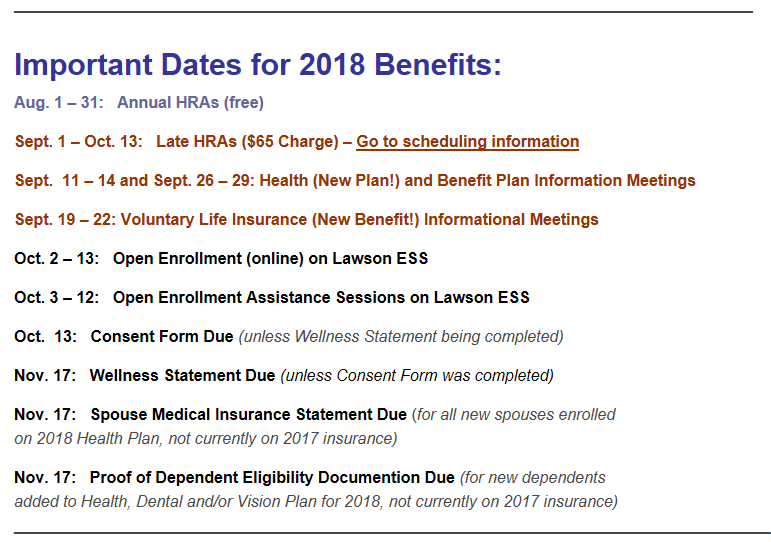 Important Dates for 2018 Benefits:
Aug. 1 – 31:   Annual HRAs (free)
Sept. 1 – Oct. 13:   Late HRAs ($65 Charge) – Go to scheduling information
Sept.  11 – 14 and Sept. 26 – 29: Health (New Plan!) and Benefit Plan Information Meetings
Sept. 19 – 22: Voluntary Life Insurance (New Benefit!) Informational Meetings
Oct. 2 – 13:   Open Enrollment (online) on Lawson ESS
Oct. 3 – 12:   Open Enrollment Assistance Sessions on Lawson ESS
Oct.  13:   Consent Form Due (unless Wellness Statement being completed)
Nov. 17:   Wellness Statement Due (unless Consent Form was completed)
Nov. 17:   Spouse Medical Insurance Statement Due (for all new spouses enrolled
on 2018 Health Plan, not currently on 2017 insurance)
Nov. 17:   Proof of Dependent Eligibility Documention Due (for new dependents
added to Health, Dental and/or Vision Plan for 2018, not currently on 2017 insurance)